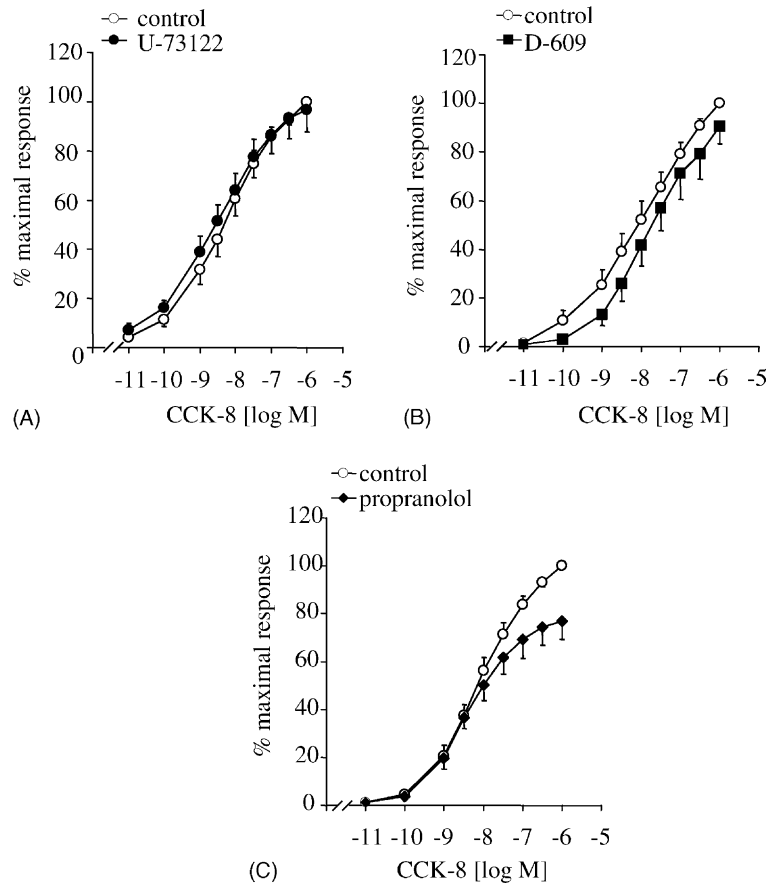 control
U-73122
120
100
80
60
40
20
0
% maximal response
-11 -10 -9 -8 -7 -6 -5
(A)
CCK-8 [log M]
control
D-609
120
100
80
60
40
20
0
% maximal response
-11 -10 -9 -8 -7 -6 -5
(B)
CCK-8 [log M]
control
propranolol
120
100
80
60
40
20
0
% maximal response
-11 -10 -9 -8 -7 -6 -5
(C)
CCK-8 [log M]